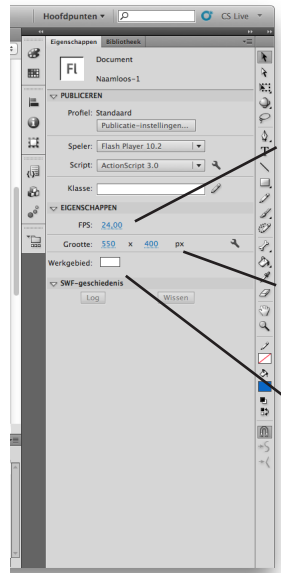 Hoofdpunten CS Live
Eigenschappen Bibliotheek
Fl Document
Naamloos-1
PUBLICEREN
Profiel: Standaard
Publicatie-instellingen...
Speler: Flash Player 10.2
Script: ActionScript 3.0
Klasse:
EIGENSCHAPPEN
FPS: 24,00
Grootte: 550 x 400 px
Werkgebied:
SWF-geschiedenis
Log Wissen